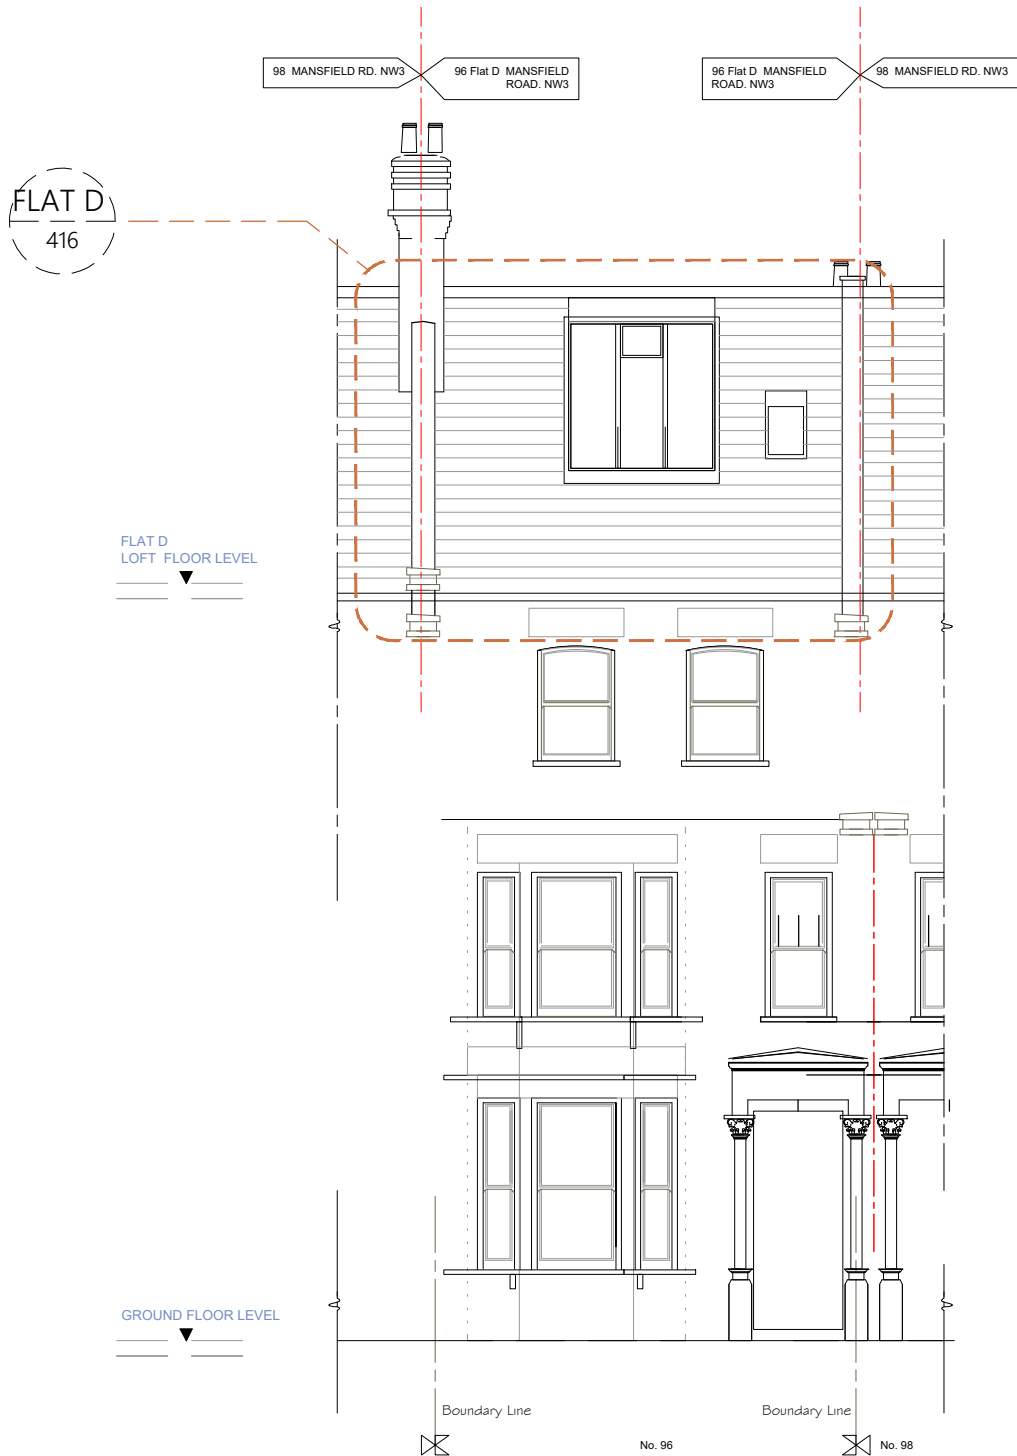 98 MANSFIELD RD. NW3
96 Flat D MANSFIELD
ROAD. NW3
96 Flat D MANSFIELD
ROAD. NW3
98 MANSFIELD RD. NW3
FLAT D
416
FLAT D
LOFT FLOOR LEVEL
GROUND FLOOR LEVEL
Boundary Line
Boundary Line
No. 96
No. 98